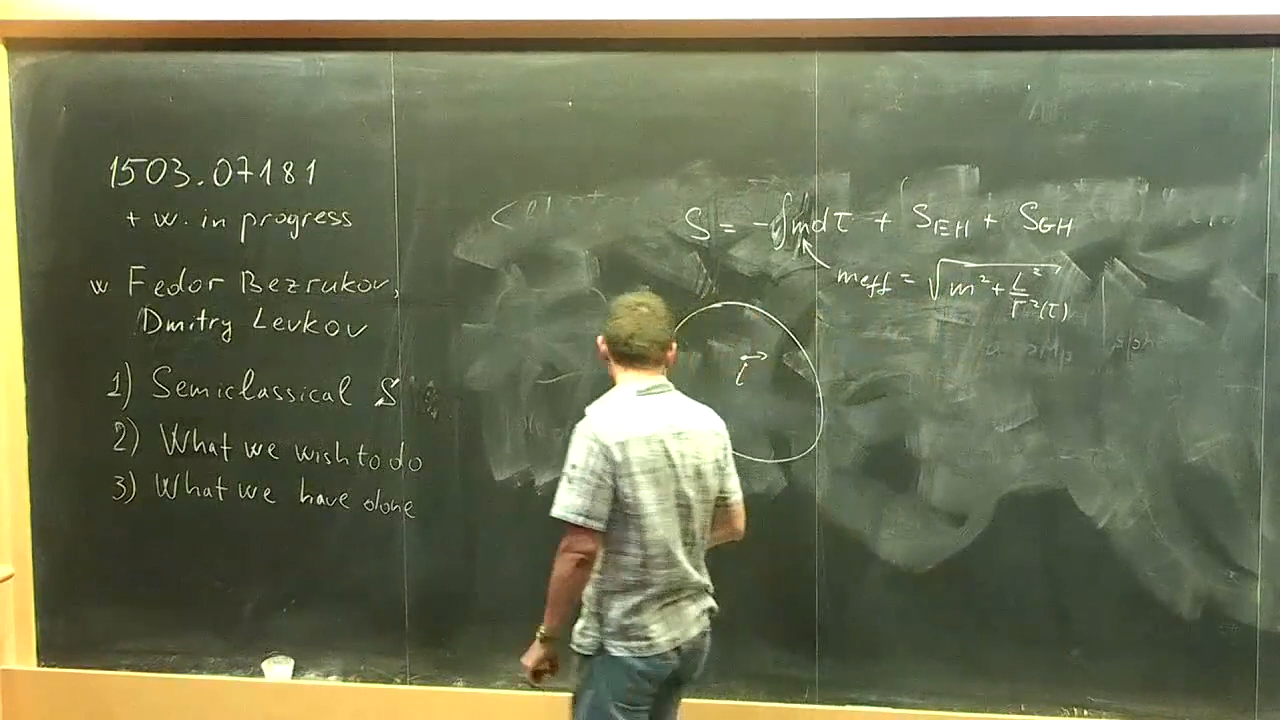 1503.07181
+ w. in progress
w Fedor Bezrukov,
Dmitry Levkov
1) Semiclassical S
2) What we wish to do
3) What we have done
S = -∫mdτ + S_EH + S_GH
m_eff = √(m² + L²/r²(τ))